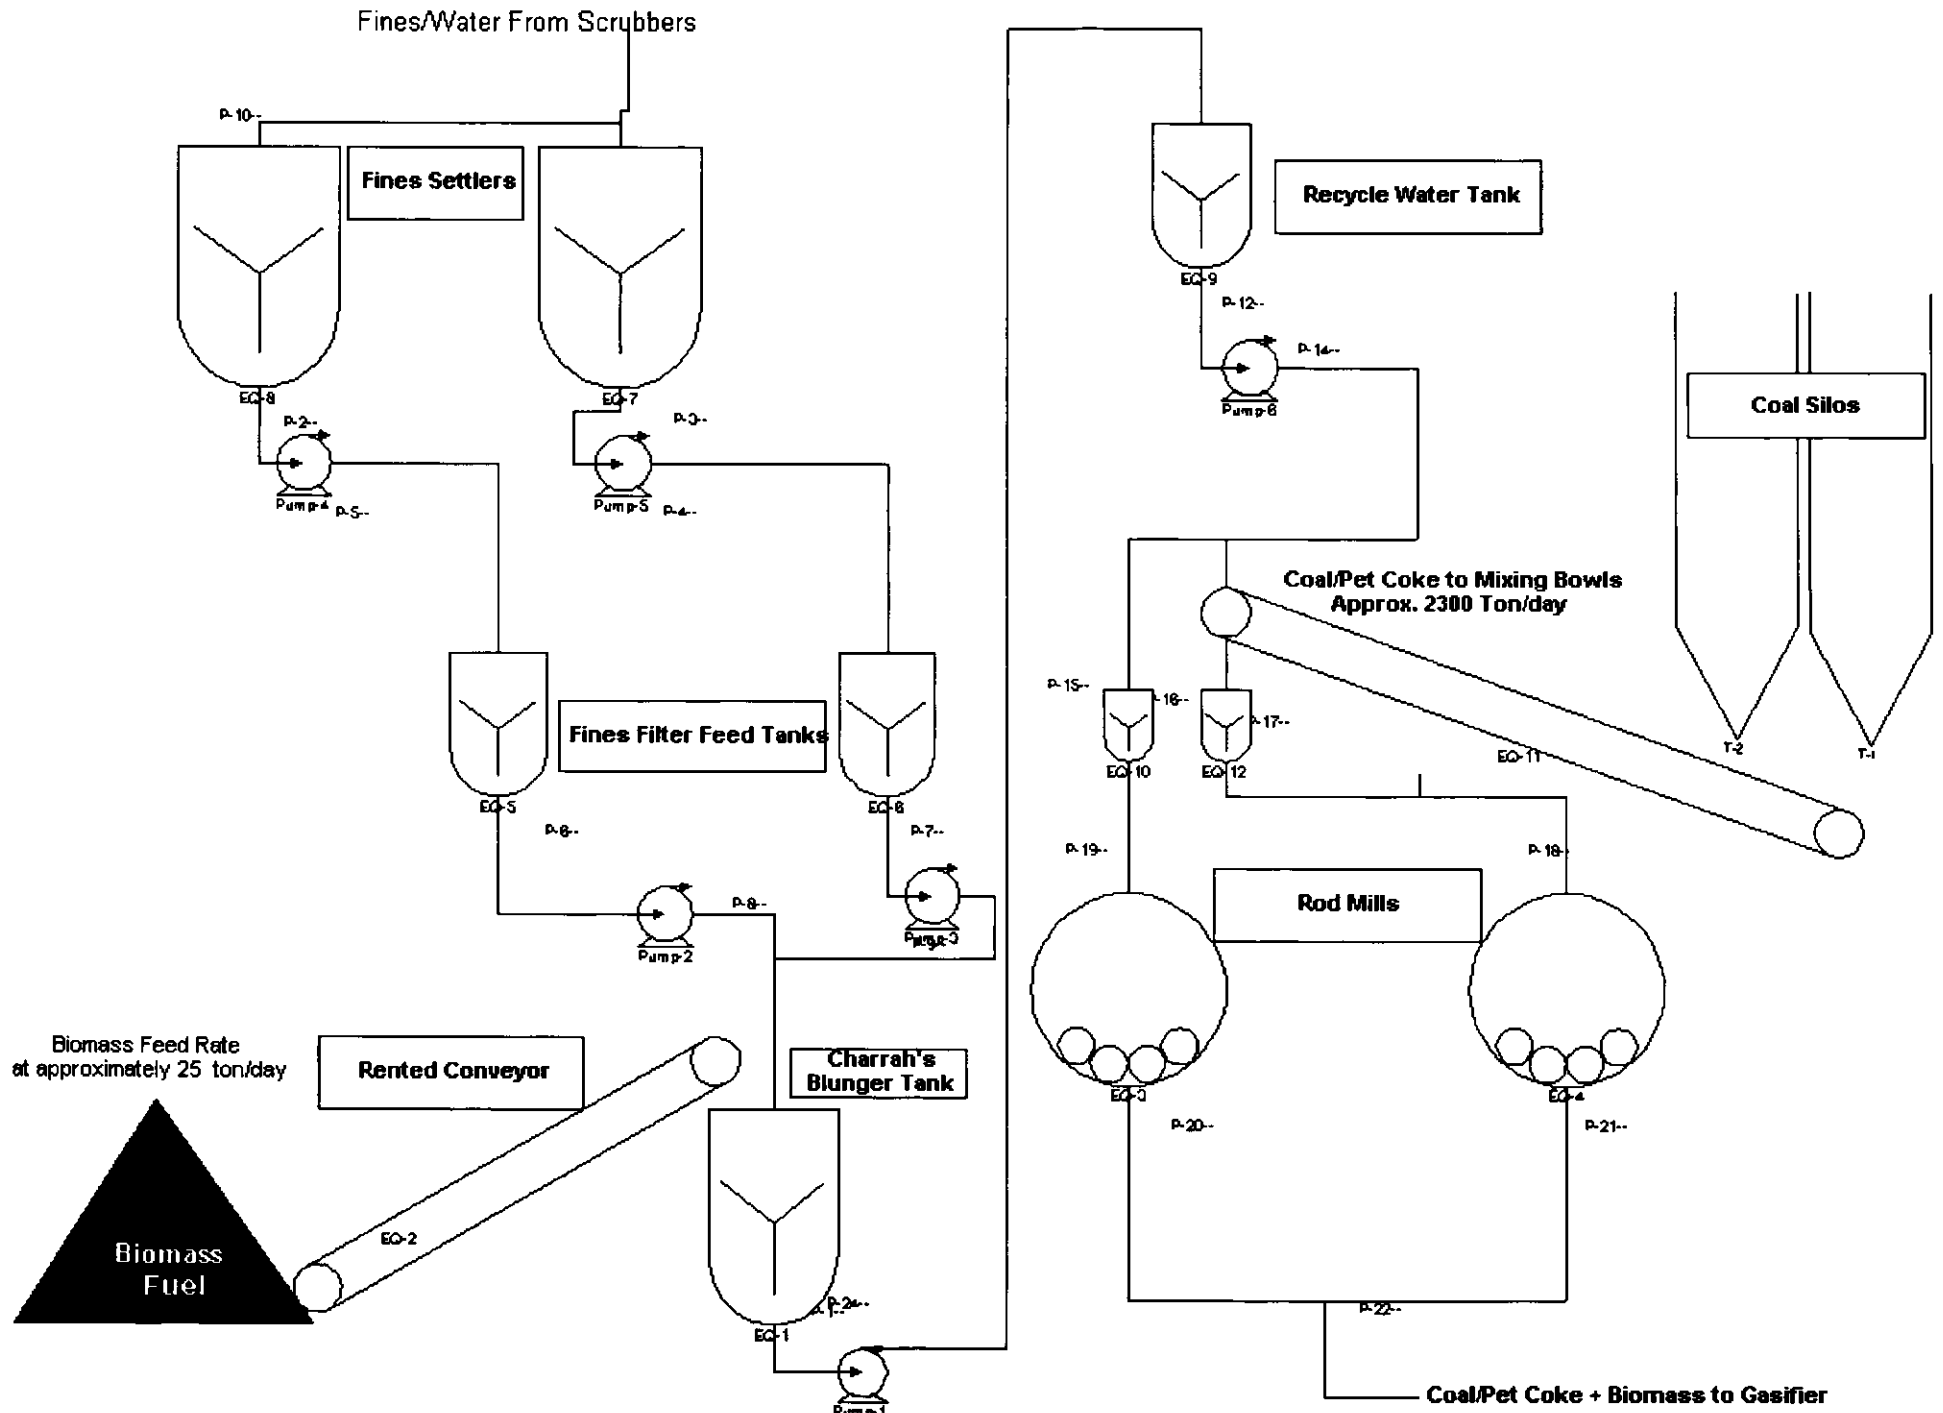 Fines/Water From Scrubbers
P-10--
Fines Settlers
Recycle Water Tank
EQ-9
P-12--
P-14--
Pump-6
Coal Silos
EQ-8
EQ-7
P-2--
P-3--
Pump-4
P-5--
Pump-5
P-4--
Coal/Pet Coke to Mixing Bowls
Approx. 2300 Ton/day
P-15--
P-16--
P-17--
EQ-10
EQ-12
EQ-11
T-2
T-1
Fines Filter Feed Tanks
EQ-5
EQ-6
P-6--
P-7--
P-19--
P-18--
Rod Mills
P-8--
Pump-2
Pump-3
EQ-3
EQ-4
P-20--
P-21--
Biomass Feed Rate
at approximately 25 ton/day
Rented Conveyor
Charrah's
Blunger Tank
EQ-2
Biomass
Fuel
P-24--
EQ-1
Pump-1
P-22--
Coal/Pet Coke + Biomass to Gasifier